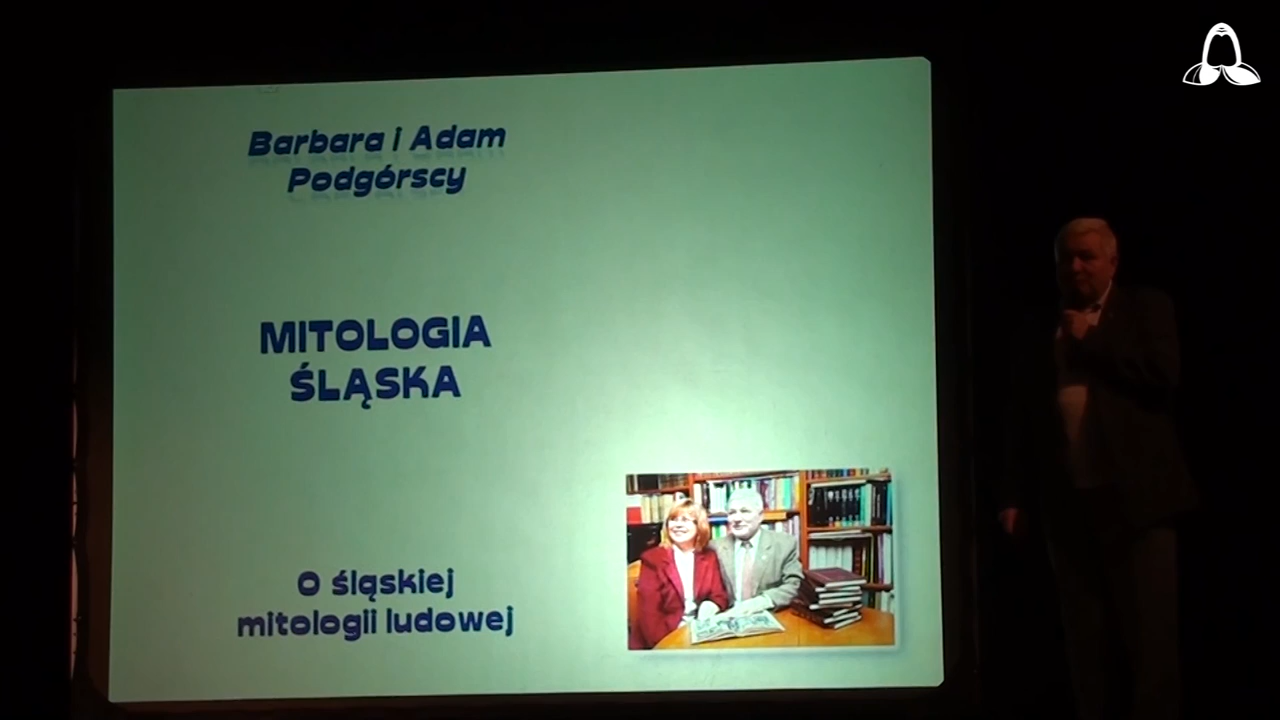 Barbara i Adam
Podgórscy
MITOLOGIA
ŚLĄSKA
O śląskiej
mitologii ludowej